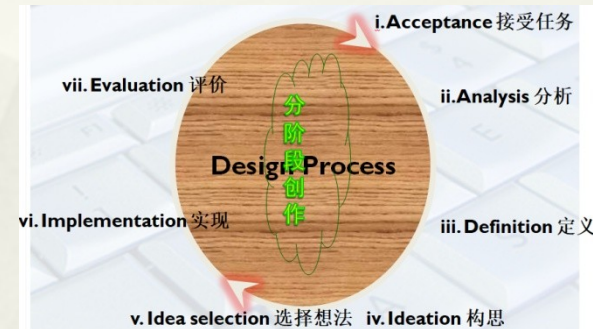 i.Acceptance 接受任务
vii.Evaluation 评价
ii.Analysis 分析
分阶段创作
Design Process
vi.Implementation 实现
iii.Definition 定义
v.Idea selection 选择想法
iv.Ideation 构思